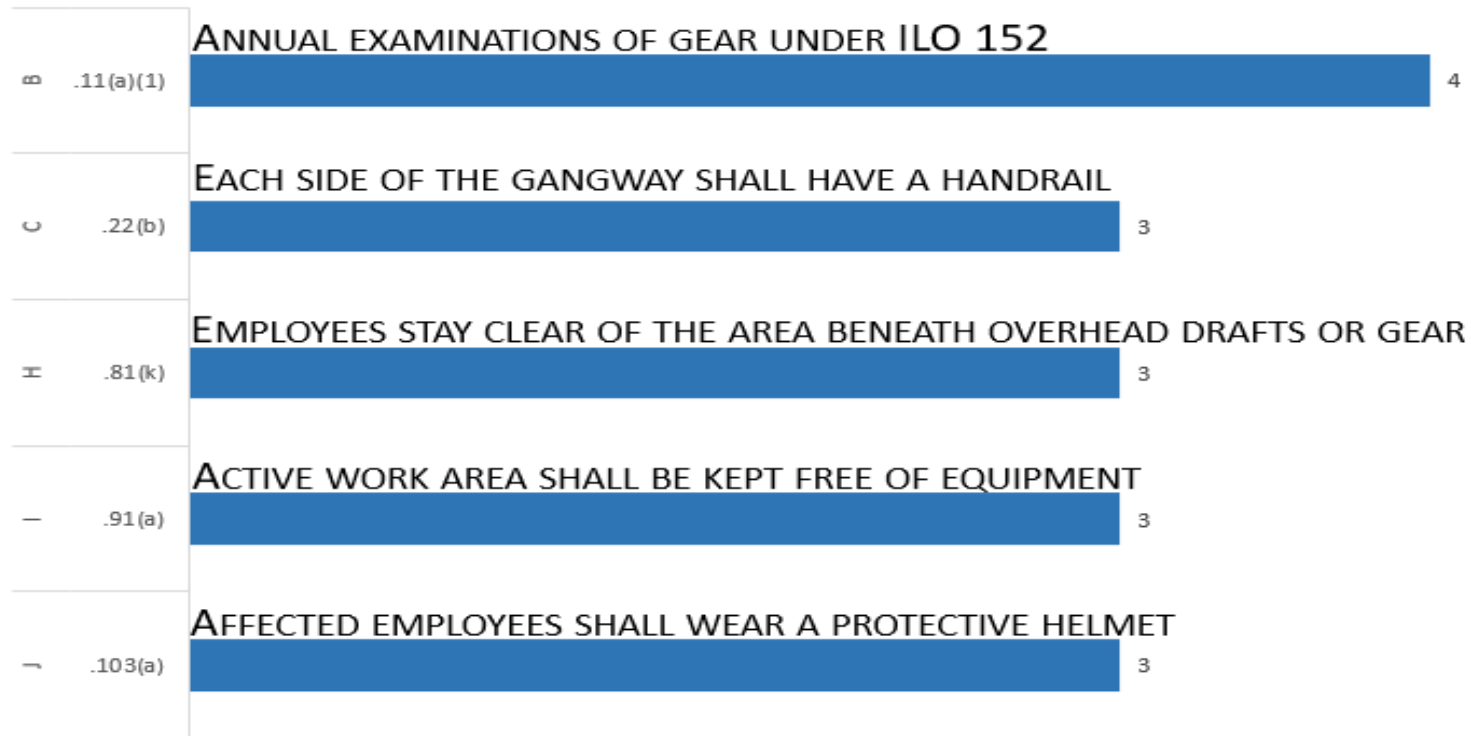 ANNUAL EXAMINATIONS OF GEAR UNDER ILO 152
B .11(a)(1) 4
EACH SIDE OF THE GANGWAY SHALL HAVE A HANDRAIL
C .22(b) 3
EMPLOYEES STAY CLEAR OF THE AREA BENEATH OVERHEAD DRAFTS OR GEAR
H .81(k) 3
ACTIVE WORK AREA SHALL BE KEPT FREE OF EQUIPMENT
I .91(a) 3
AFFECTED EMPLOYEES SHALL WEAR A PROTECTIVE HELMET
J .103(a) 3